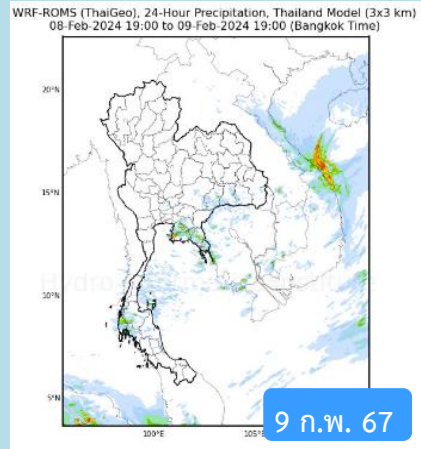 WRF-ROMS (ThaiGeo), 24-Hour Precipitation, Thailand Model (3x3 km)
08-Feb-2024 19:00 to 09-Feb-2024 19:00 (Bangkok Time)
20°N
15°N
10°N
5°N
100°E
105°E
9 ก.พ. 67